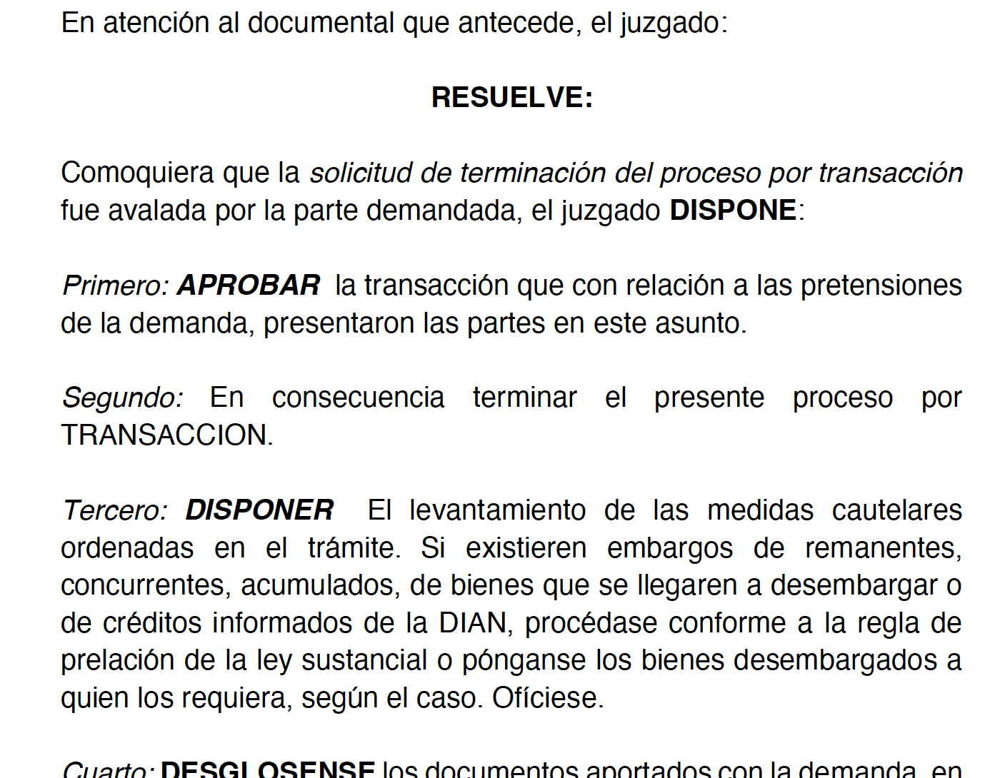 En atención al documental que antecede, el juzgado:
RESUELVE:
Comoquiera que la solicitud de terminación del proceso por transacción
fue avalada por la parte demandada, el juzgado DISPONE:
Primero: APROBAR la transacción que con relación a las pretensiones
de la demanda, presentaron las partes en este asunto.
Segundo: En consecuencia terminar el presente proceso por
TRANSACCION.
Tercero: DISPONER El levantamiento de las medidas cautelares
ordenadas en el trámite. Si existieren embargos de remanentes,
concurrentes, acumulados, de bienes que se llegaren a desembargar o
de créditos informados de la DIAN, procédase conforme a la regla de
prelación de la ley sustancial o pónganse los bienes desembargados a
quien los requiera, según el caso. Ofíciese.
Cuarto: DESGLOSENSE los documentos aportados con la demanda, en